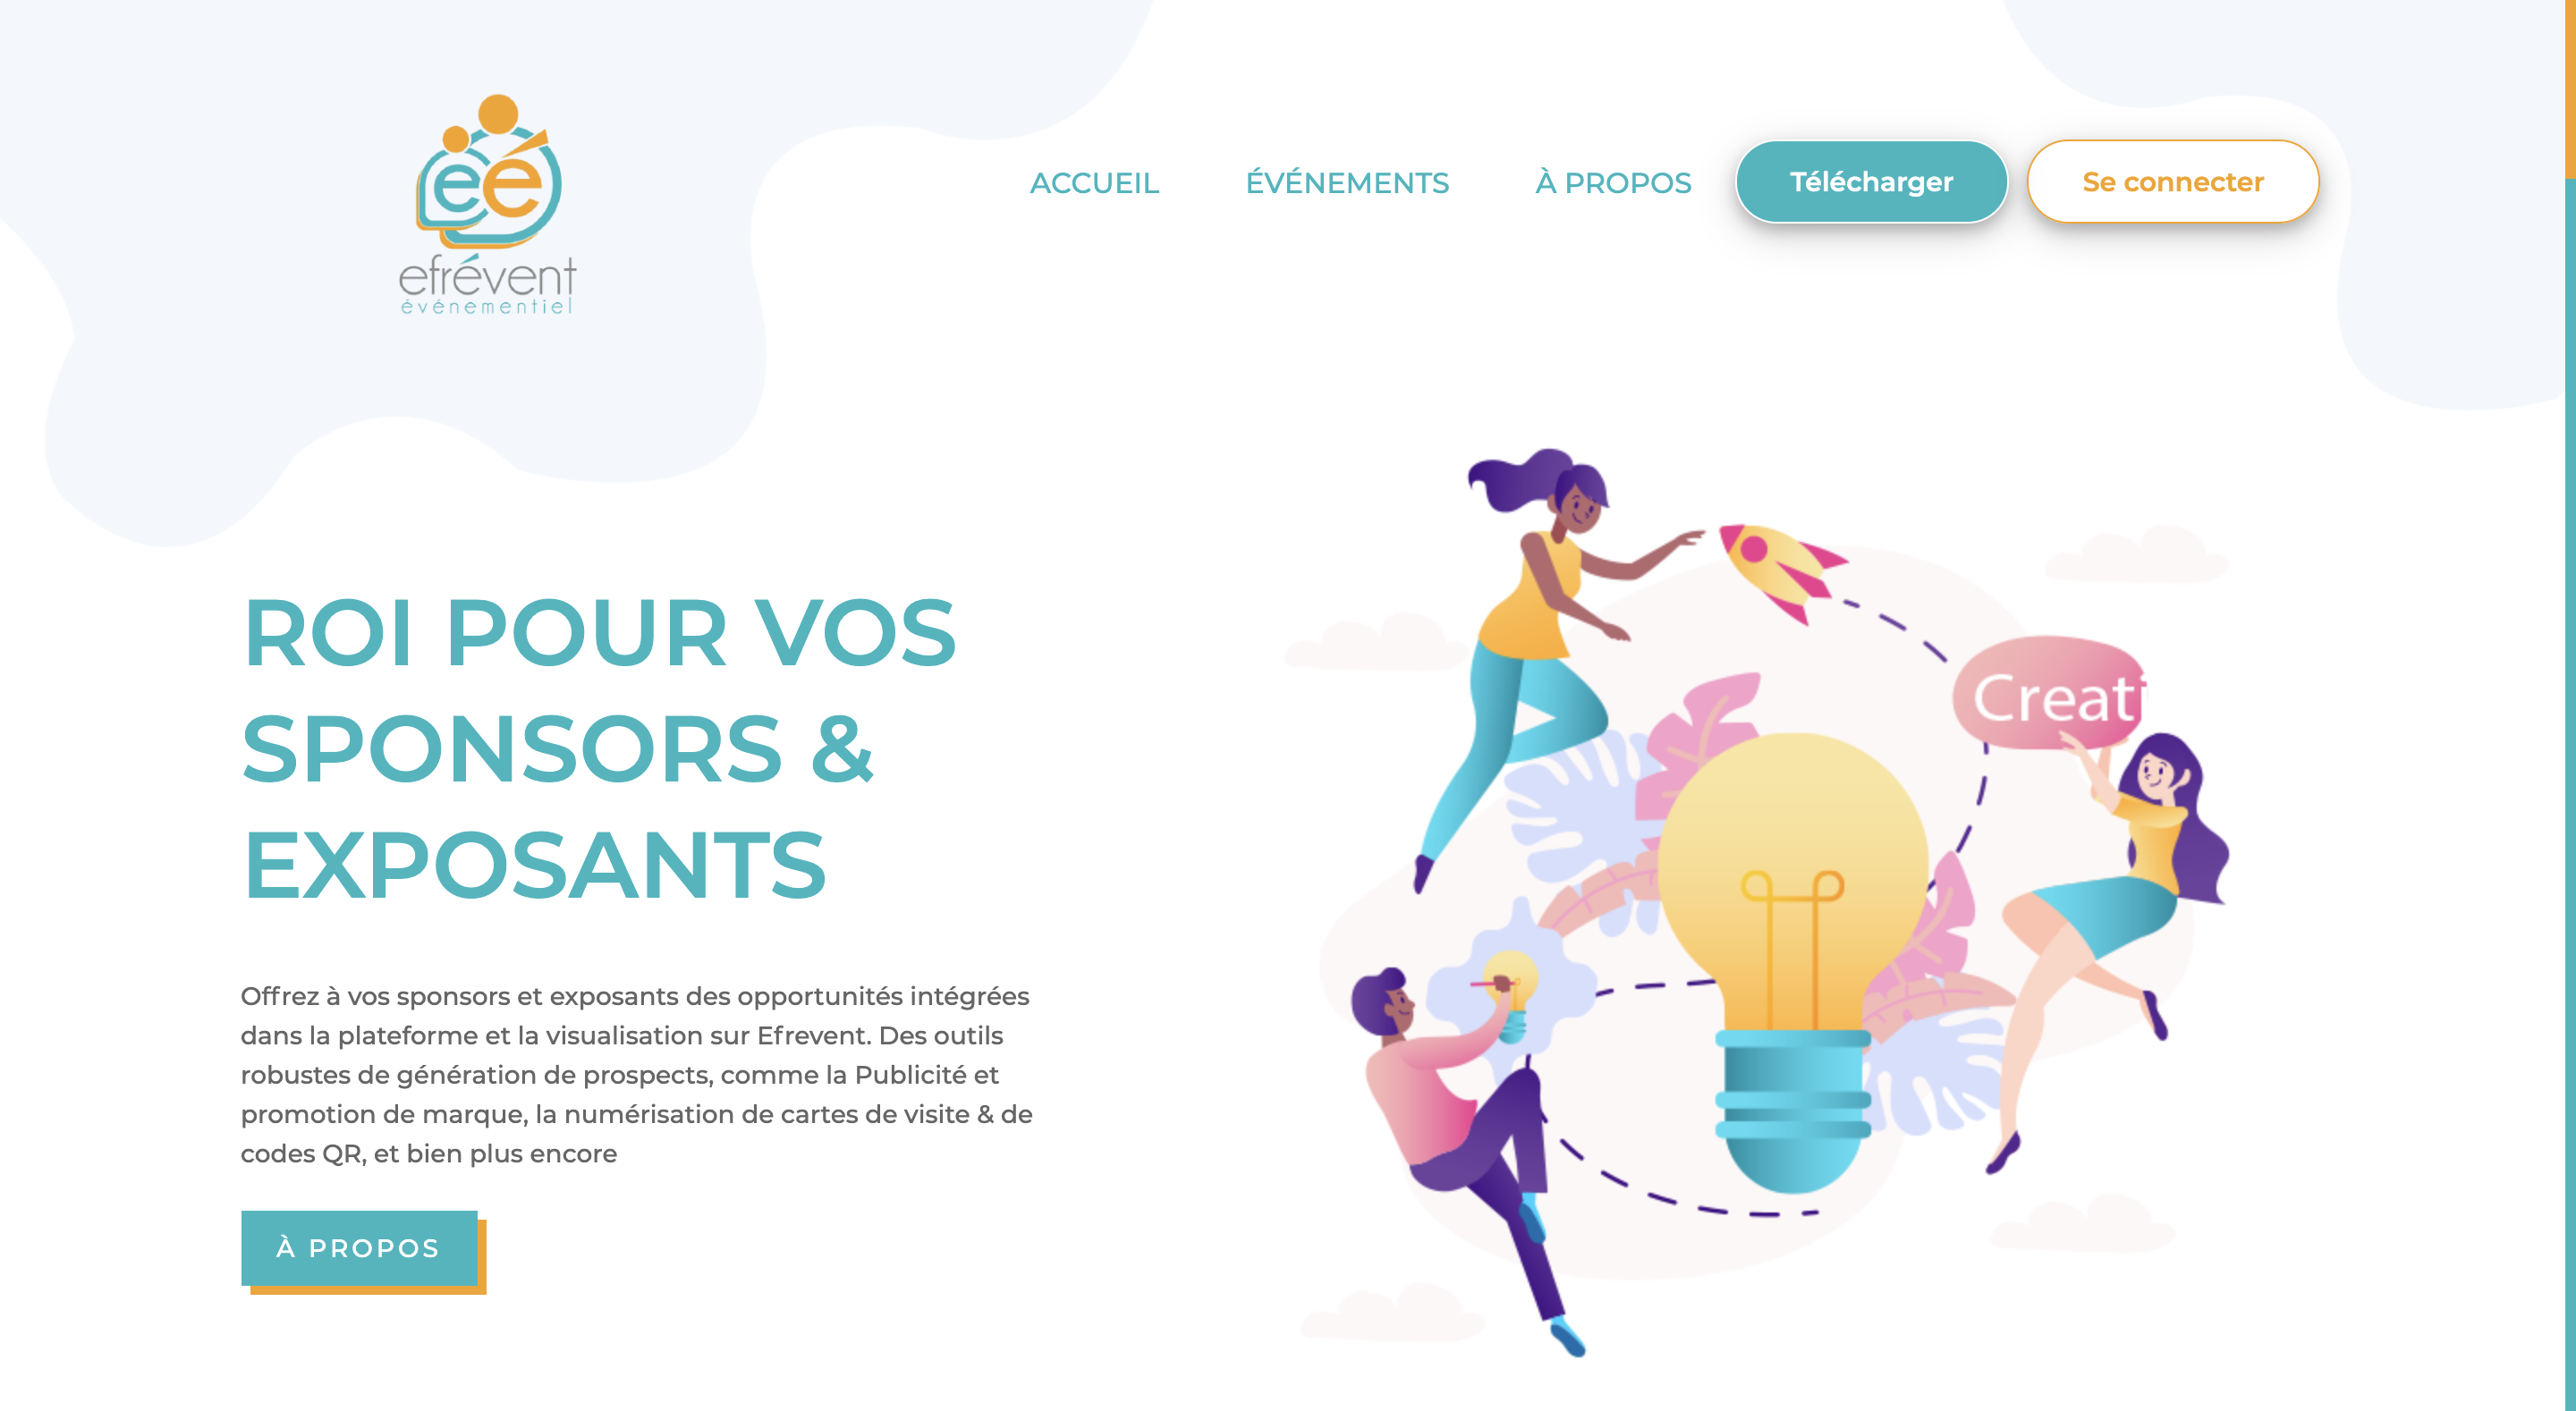 eé
efrévent
événementiel
ACCUEIL
ÉVÉNEMENTS
À PROPOS
Télécharger
Se connecter
ROI POUR VOS
SPONSORS &
EXPOSANTS
Offrez à vos sponsors et exposants des opportunités intégrées
dans la plateforme et la visualisation sur Efrevent. Des outils
robustes de génération de prospects, comme la Publicité et
promotion de marque, la numérisation de cartes de visite & de
codes QR, et bien plus encore
À PROPOS
Creati